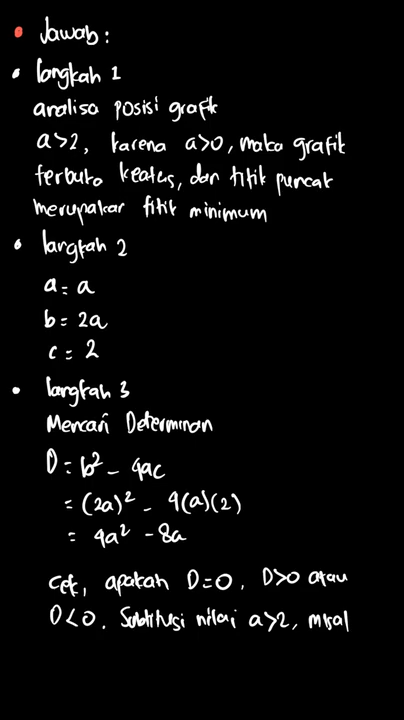 • Jawab:
• langkah 1
analisa posisi grafik
a>2, karena a>0, maka grafik
terbuka keatas, dan titik puncak
merupakan titik minimum
• langkah 2
a = a
b = 2a
c = 2
• langkah 3
Mencari Determinan
D = b² - 4ac
= (2a)² - 4(a)(2)
= 4a² - 8a
Cek, apakah D=0, D>0 atau
D<0. Subtitusi nilai a>2, misal